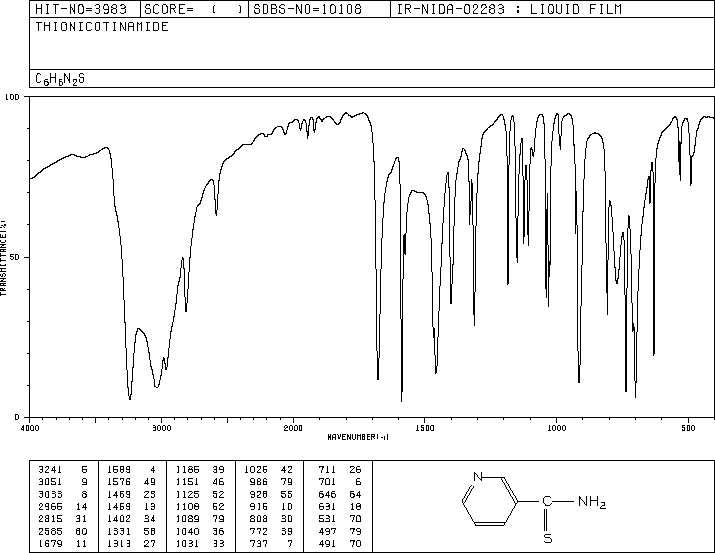 HIT-NO=3983 SCORE= ( ) SDBS-NO=10108 IR-NIDA-02283 : LIQUID FILM
THIONICOTINAMIDE
C6H6N2S
100
50
0
TRANSMITTANCE(%)
4000 3000 2000 1500 1000 500
WAVENUMBER(-1)
3241 5 1589 4 1186 39 1026 42 711 26
3051 9 1576 49 1151 46 986 79 701 6
3033 8 1469 25 1125 52 928 55 646 64
2966 14 1459 13 1108 52 916 10 631 18
2815 31 1402 34 1089 79 808 30 531 70
2585 60 1331 58 1040 36 772 39 497 79
1679 11 1313 27 1031 33 737 7 491 70
N
C NH2
S